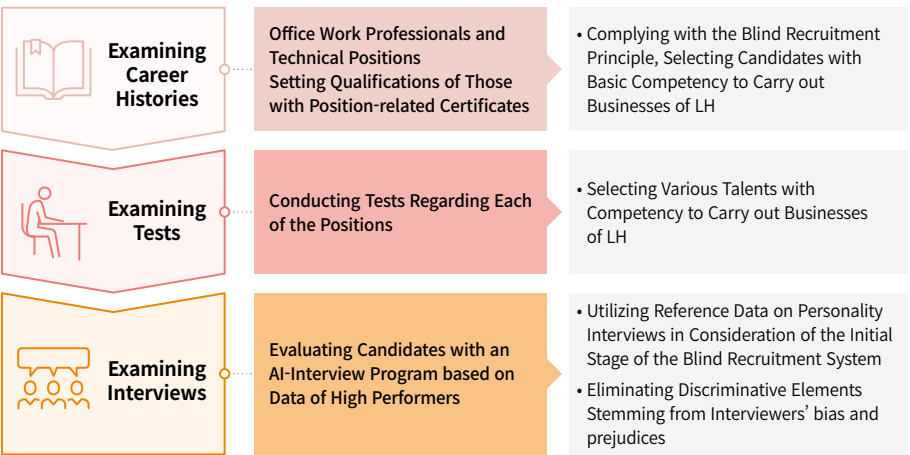 Examining
Career
Histories
Office Work Professionals and
Technical Positions
Setting Qualifications of Those
with Position-related Certificates
• Complying with the Blind Recruitment
Principle, Selecting Candidates with
Basic Competency to Carry out
Businesses of LH
Examining
Tests
Conducting Tests Regarding Each
of the Positions
• Selecting Various Talents with
Competency to Carry out Businesses
of LH
Examining
Interviews
Evaluating Candidates with an
AI-Interview Program based on
Data of High Performers
• Utilizing Reference Data on Personality
Interviews in Consideration of the Initial
Stage of the Blind Recruitment System
• Eliminating Discriminative Elements
Stemming from Interviewers’ bias and
prejudices